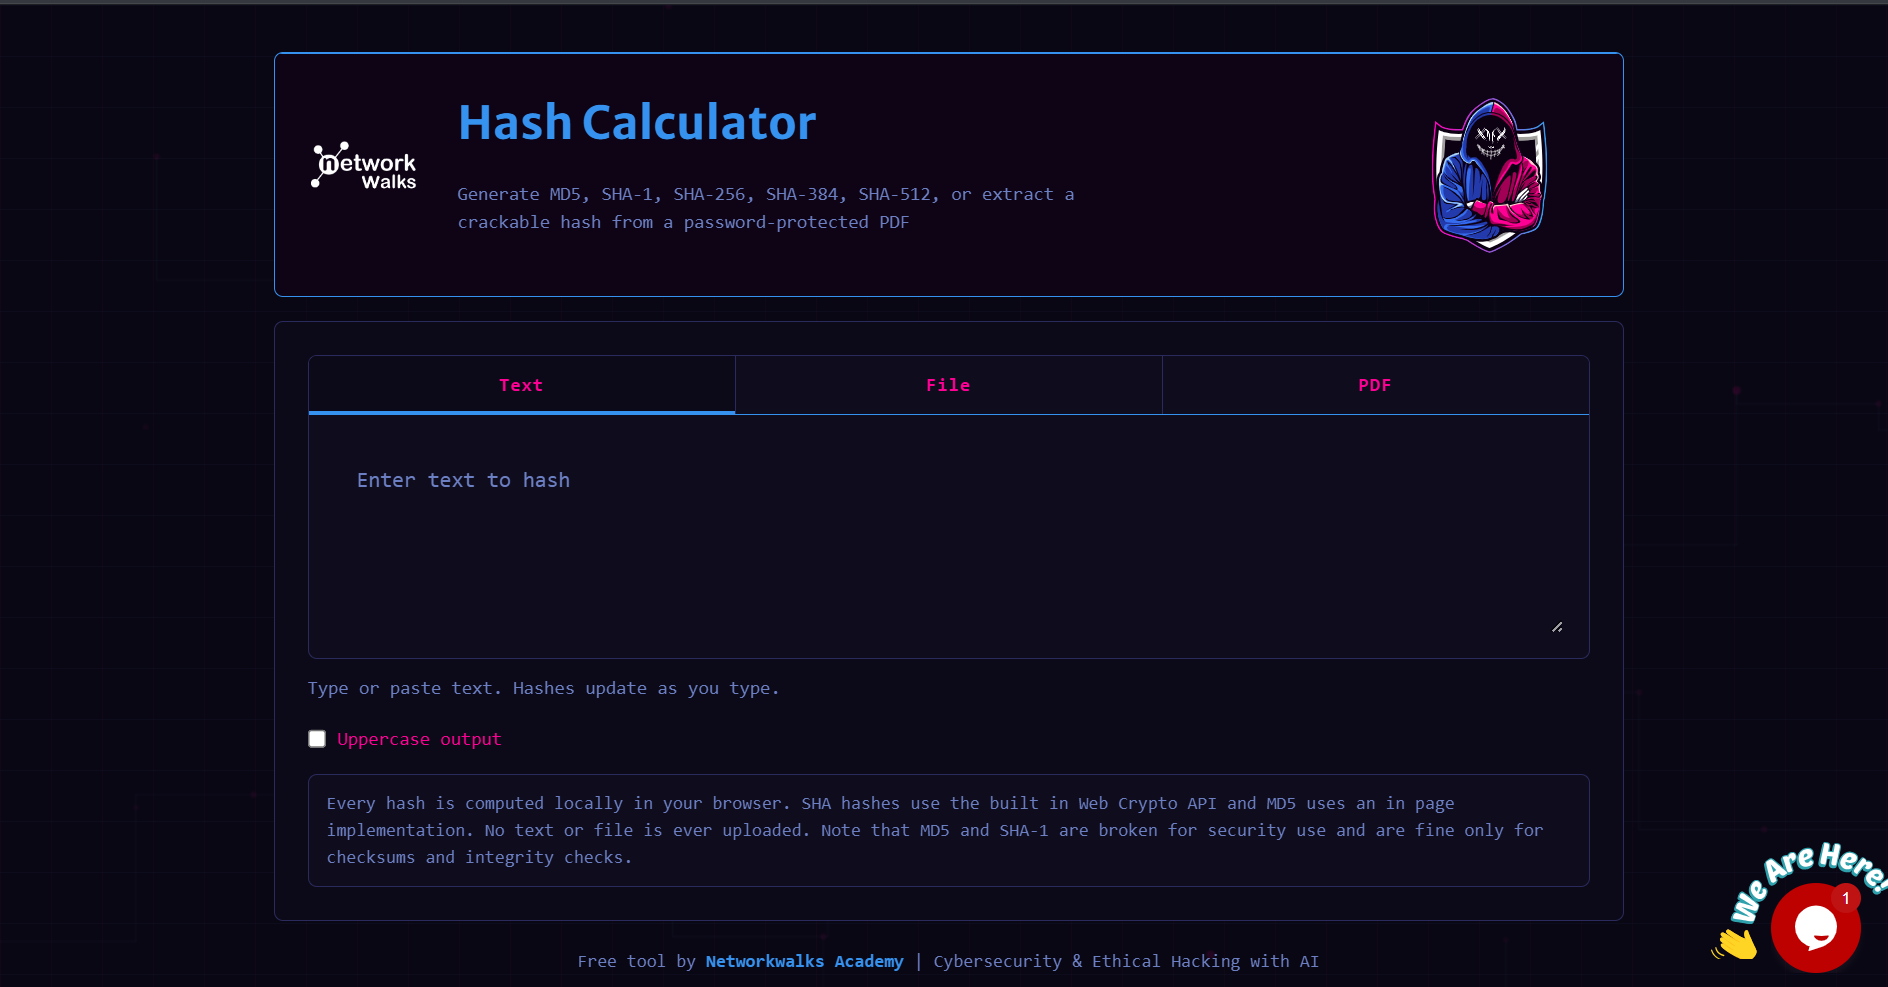 network
Walks
Hash Calculator
Generate MD5, SHA-1, SHA-256, SHA-384, SHA-512, or extract a
crackable hash from a password-protected PDF
Text
File
PDF
Enter text to hash
Type or paste text. Hashes update as you type.
Uppercase output
Every hash is computed locally in your browser. SHA hashes use the built in Web Crypto API and MD5 uses an in page
implementation. No text or file is ever uploaded. Note that MD5 and SHA-1 are broken for security use and are fine only for
checksums and integrity checks.
We Are Here!
1
Free tool by Networkwalks Academy | Cybersecurity & Ethical Hacking with AI